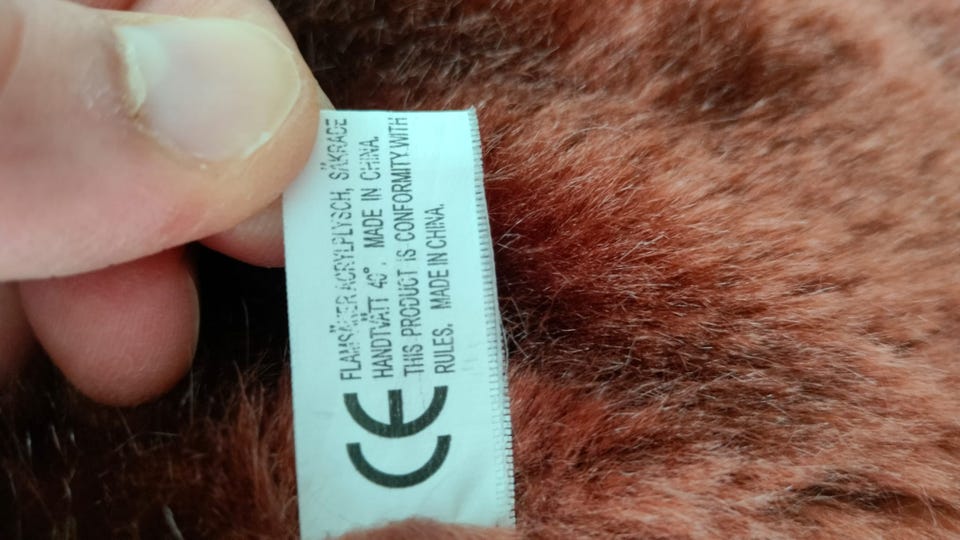 FLAMSÄKER ACRYLPLYSCH, SÄKRADE
HANDTVÄTT 40°. MADE IN CHINA.
THIS PRODUCT IS CONFORMITY WITH
RULES. MADE IN CHINA.
CE